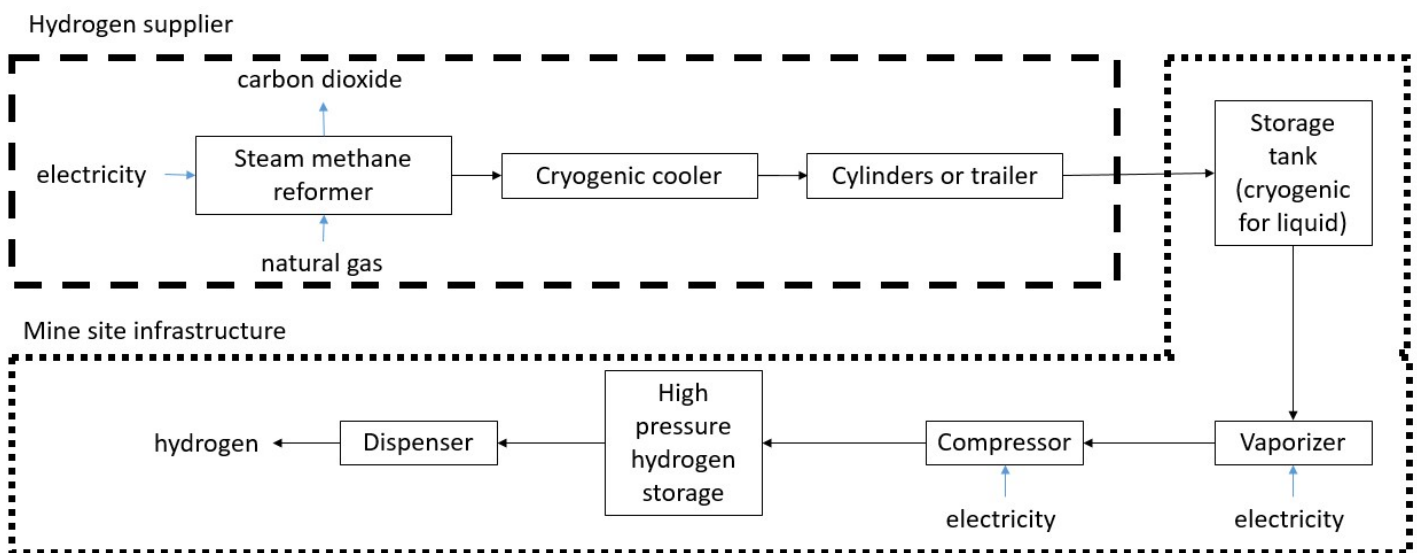 Hydrogen supplier
carbon dioxide
electricity
Steam methane
reformer
natural gas
Cryogenic cooler
Cylinders or trailer
Storage
tank
(cryogenic
for liquid)
Mine site infrastructure
hydrogen
Dispenser
High
pressure
hydrogen
storage
Compressor
electricity
Vaporizer
electricity